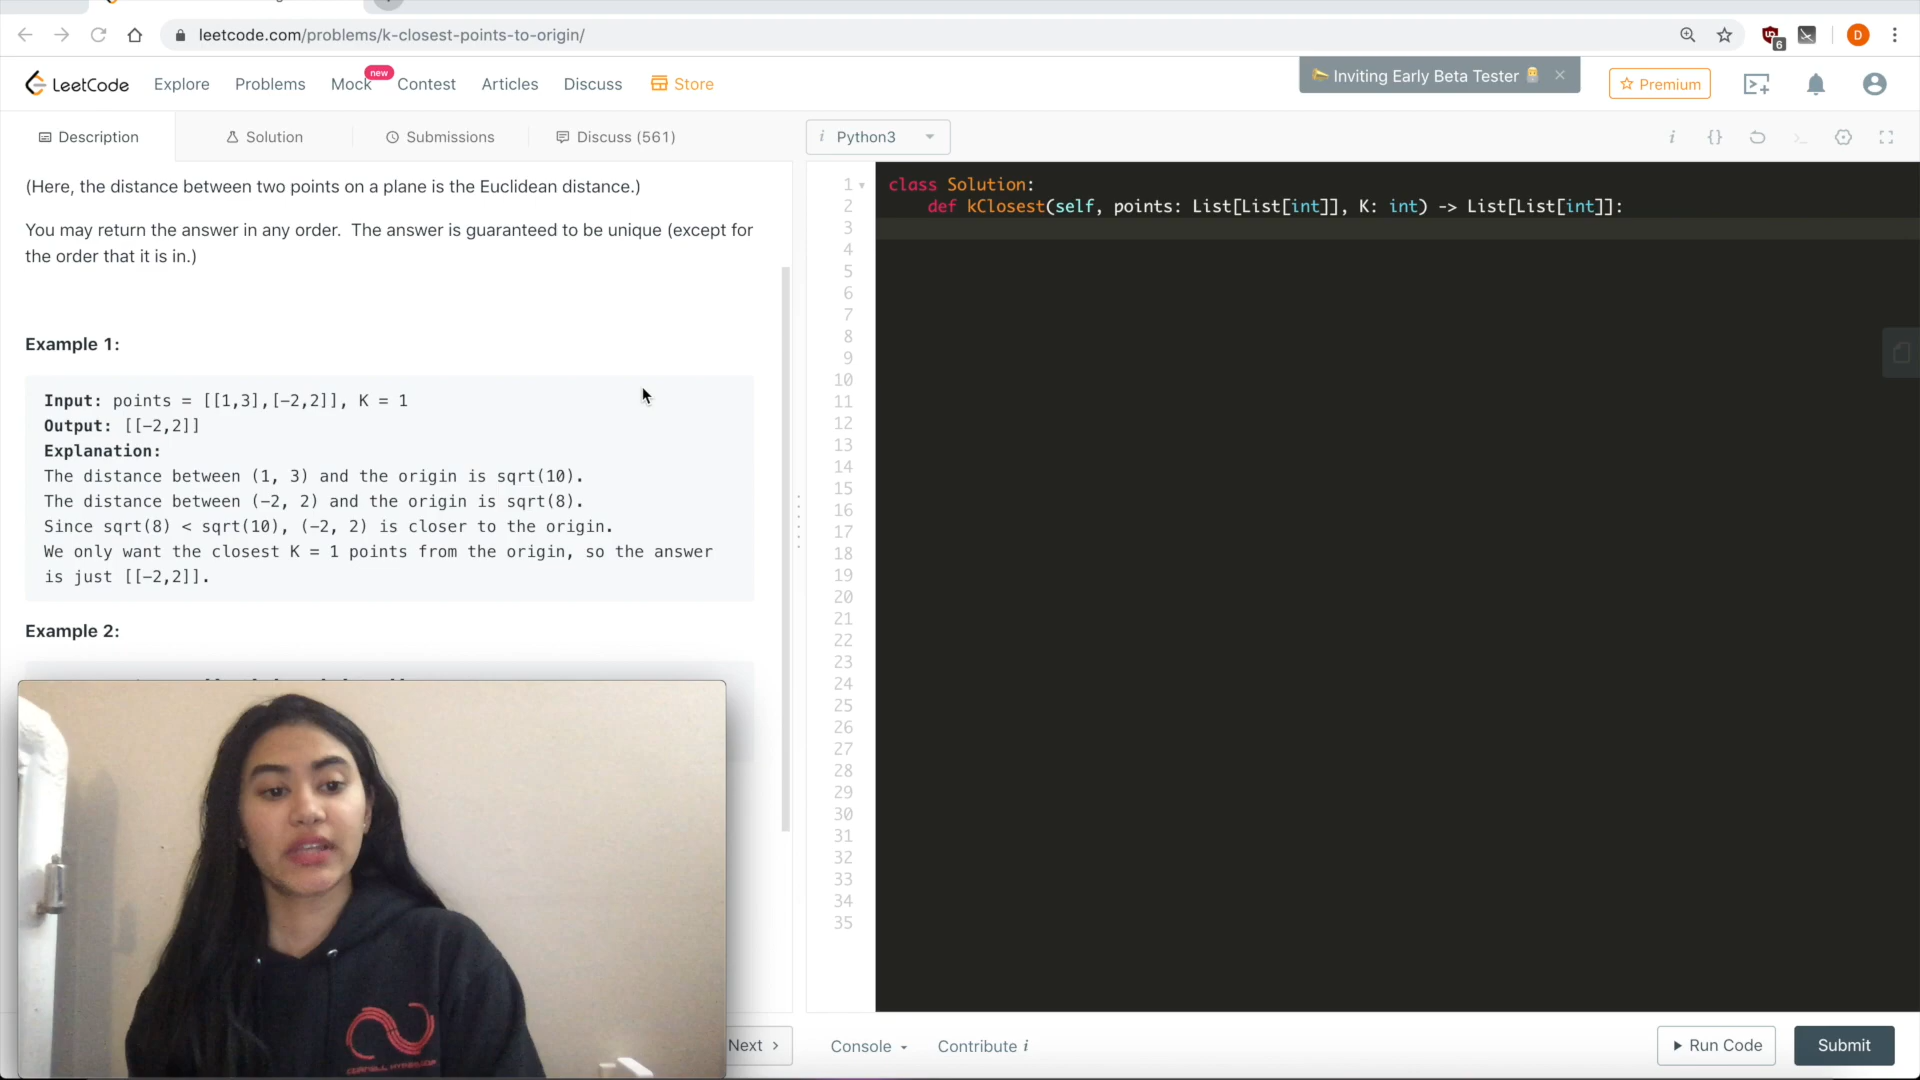 leetcode.com/problems/k-closest-points-to-origin/
6
D
LeetCode
Explore
Problems
Mock
new
Contest
Articles
Discuss
Store
Inviting Early Beta Tester
Premium
Description
Solution
Submissions
Discuss (561)
i Python3
i {}
(Here, the distance between two points on a plane is the Euclidean distance.)
You may return the answer in any order.  The answer is guaranteed to be unique (except for
the order that it is in.)
Example 1:
Input: points = [[1,3],[-2,2]], K = 1
Output: [[-2,2]]
Explanation:
The distance between (1, 3) and the origin is sqrt(10).
The distance between (-2, 2) and the origin is sqrt(8).
Since sqrt(8) < sqrt(10), (-2, 2) is closer to the origin.
We only want the closest K = 1 points from the origin, so the answer
is just [[-2,2]].
Example 2:
1 class Solution:
2 def kClosest(self, points: List[List[int]], K: int) -> List[List[int]]:
3
4
5
6
7
8
9
10
11
12
13
14
15
16
17
18
19
20
21
22
23
24
25
26
27
28
29
30
31
32
33
34
35
Next >
Console
Contribute i
Run Code
Submit